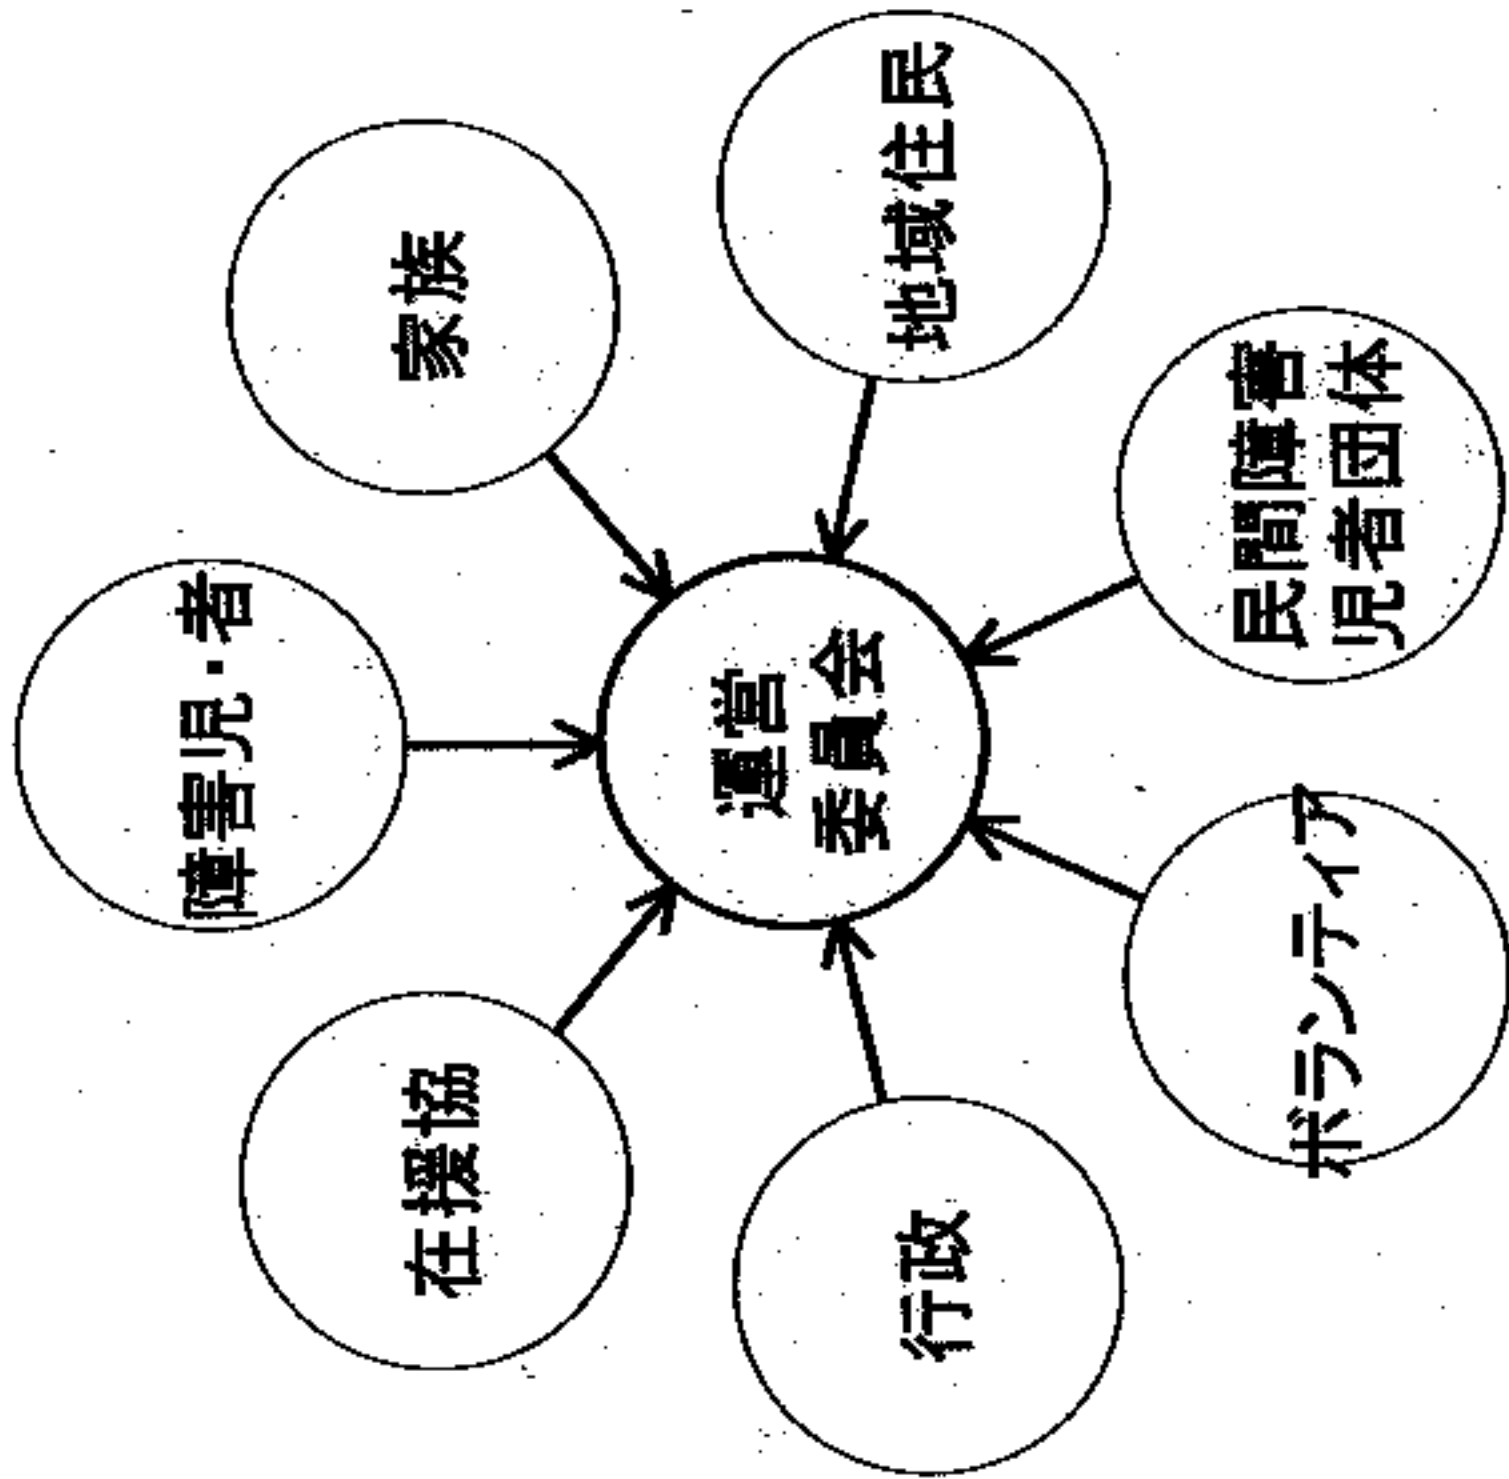 障害児・者
家族
地域住民
民間障害
児者団体
ボランティア
行政
在援協
運営
委員会